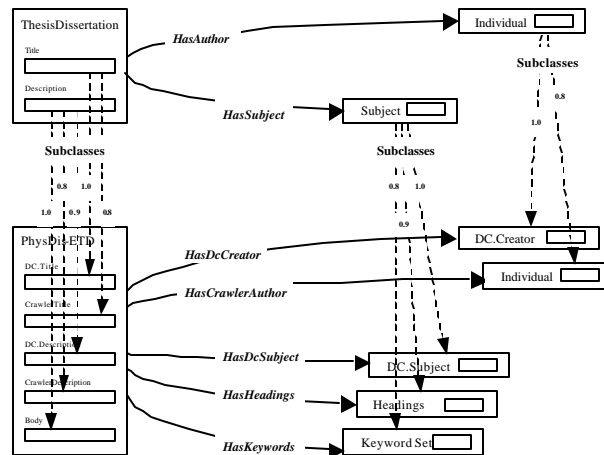 ThesisDissertation
Title
Description
HasAuthor
Individual
HasSubject
Subject
Subclasses
Subclasses
Subclasses
1.0
0.8
0.9
1.0
0.8
0.8
0.9
1.0
1.0
0.8
PhysDis-ETD
DC.Title
CrawlerTitle
DC.Description
CrawlerDescription
Body
HasDcCreator
DC.Creator
HasCrawlerAuthor
Individual
HasDcSubject
DC.Subject
HasHeadings
Headings
HasKeywords
Keyword Set